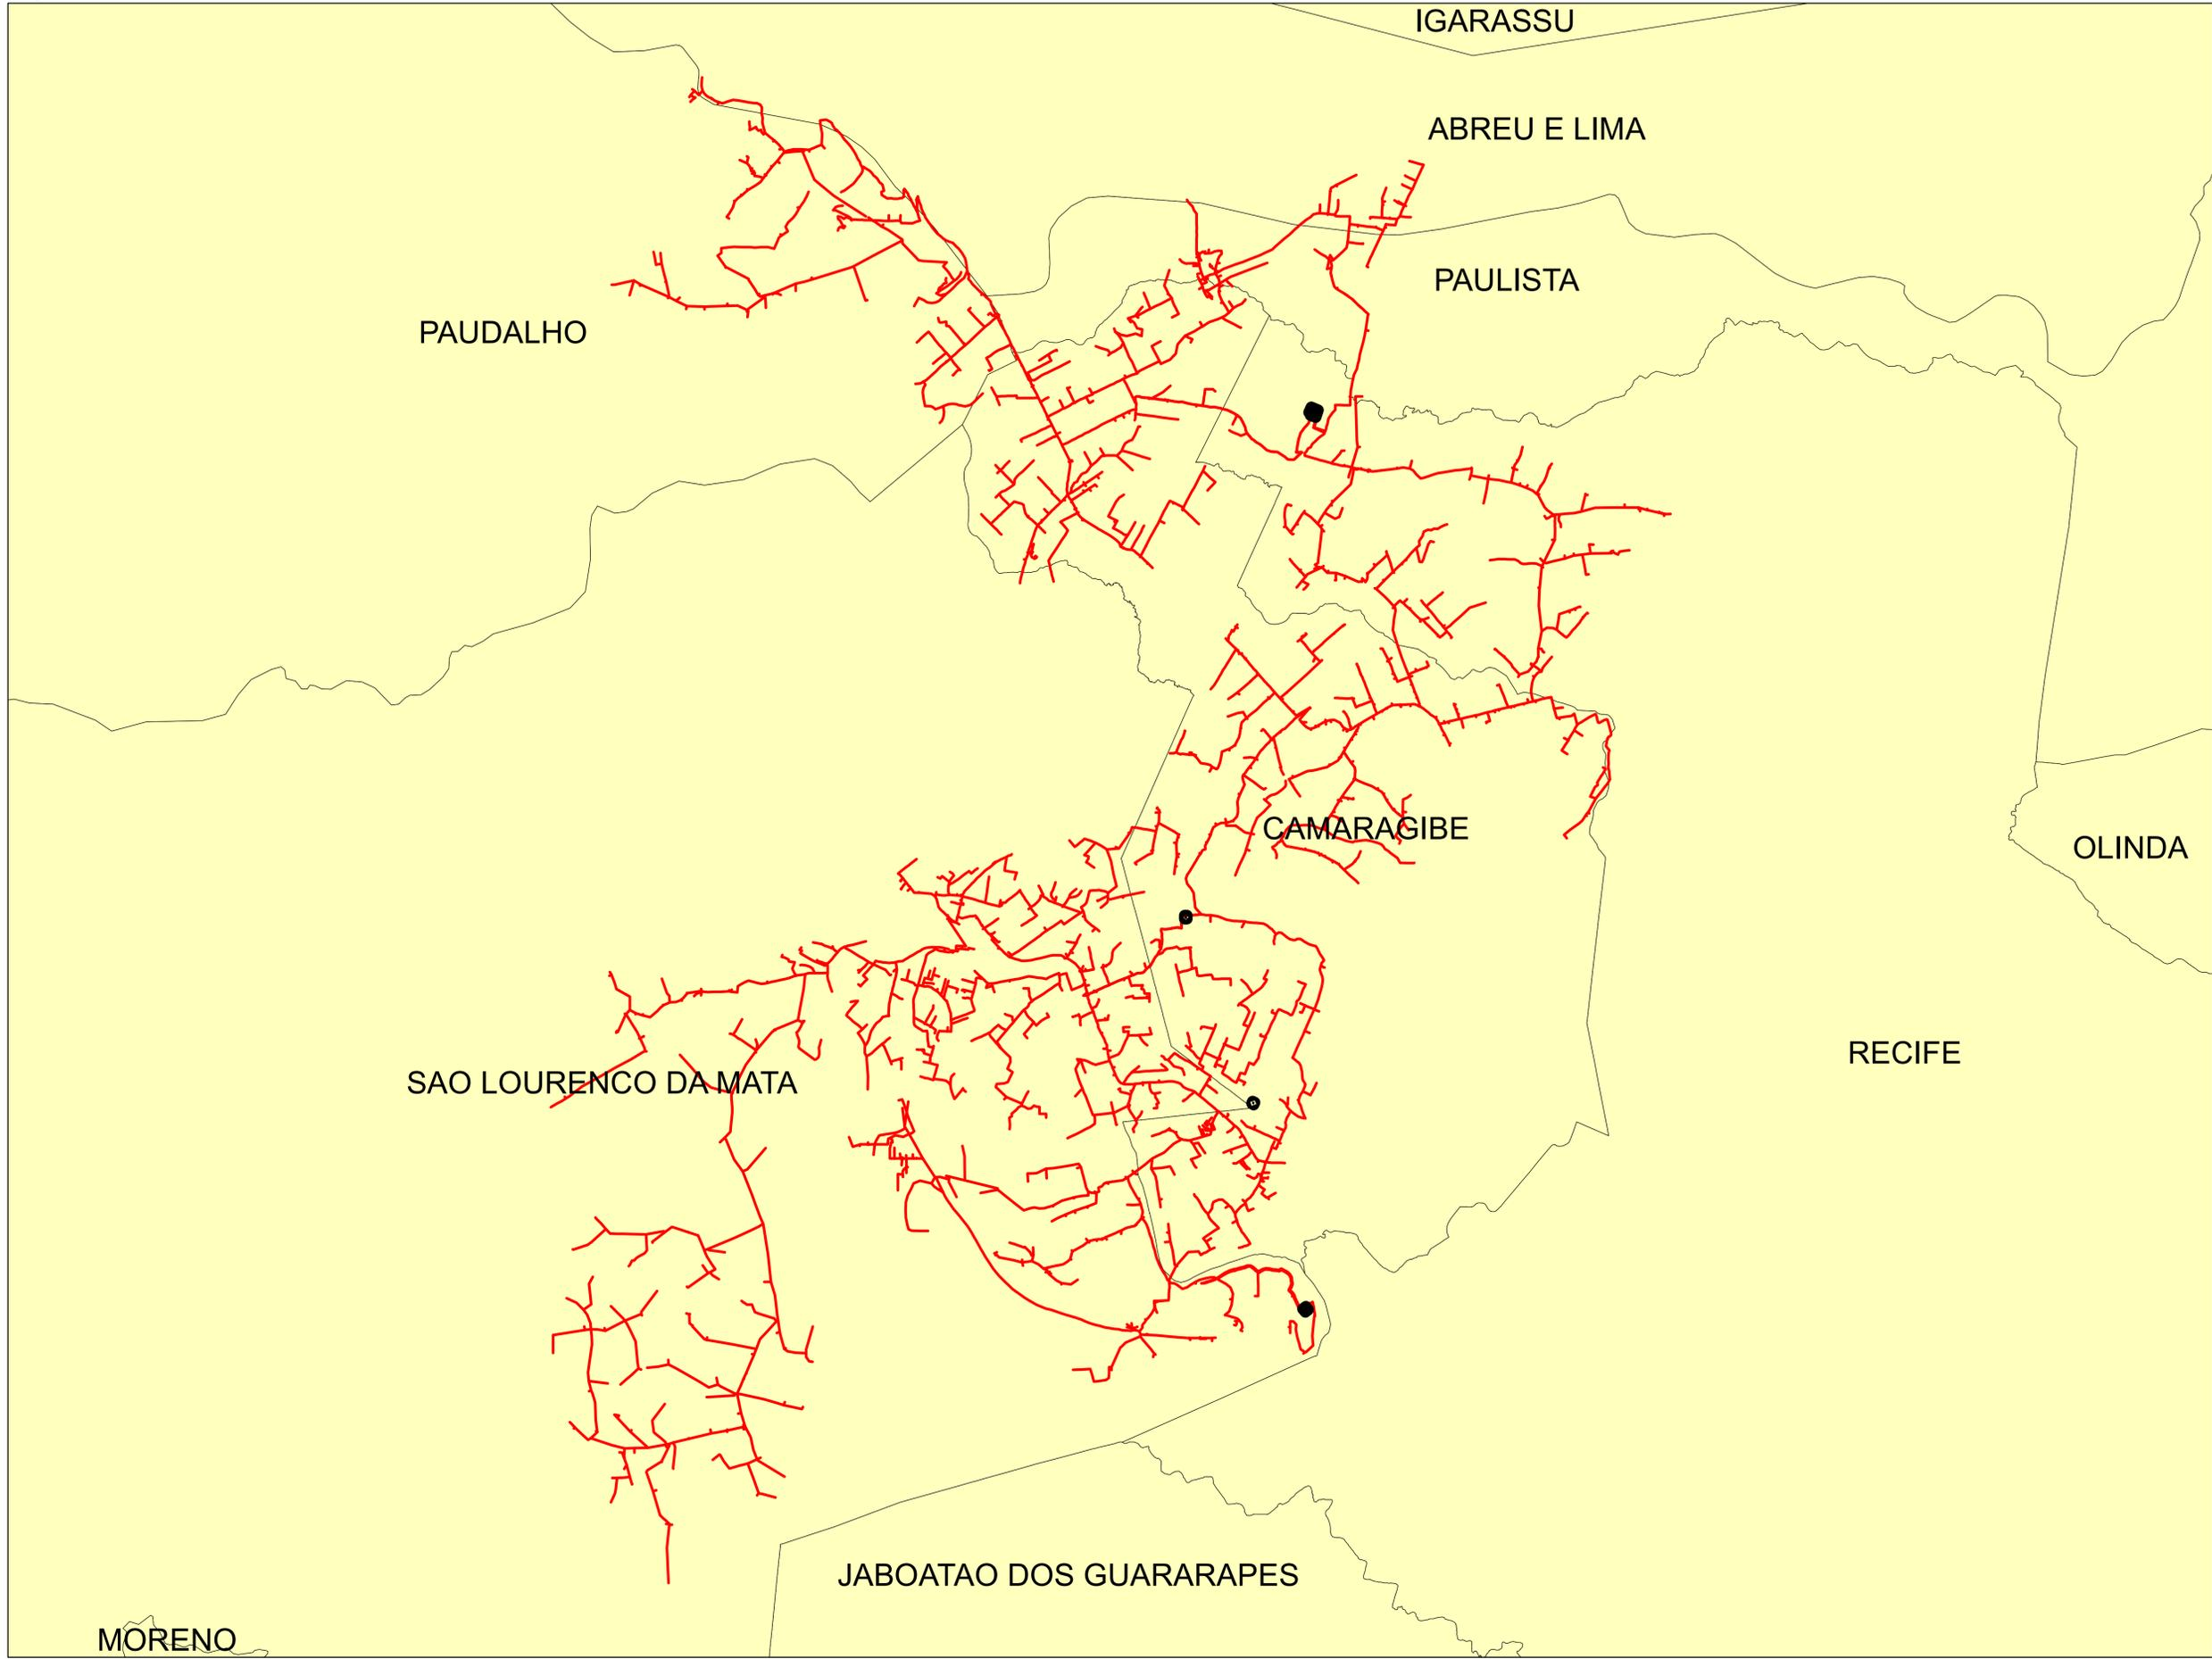 IGARASSU
ABREU E LIMA
PAULISTA
PAUDALHO
CAMARAGIBE
OLINDA
RECIFE
SAO LOURENCO DA MATA
JABOATAO DOS GUARARAPES
MORENO